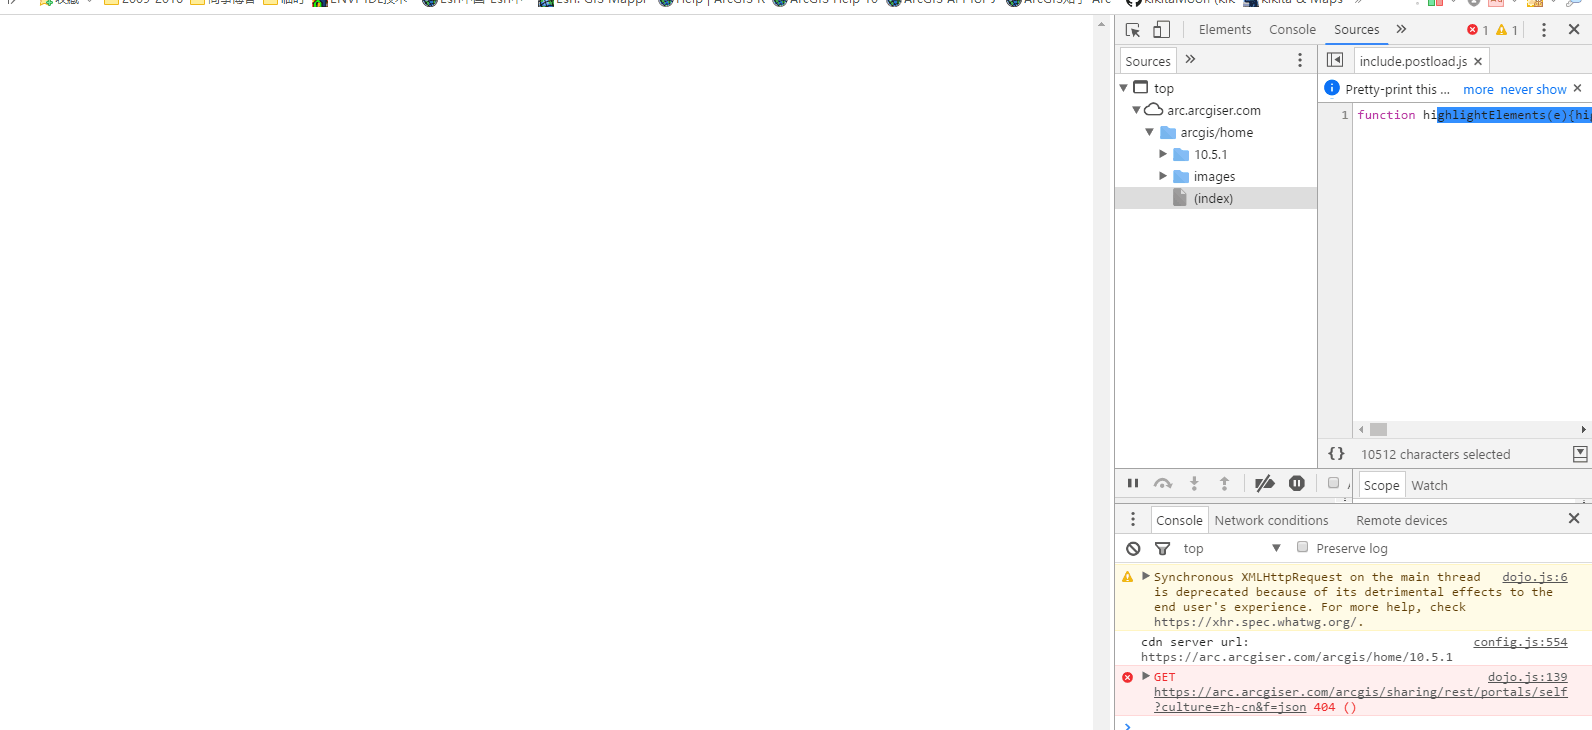 Elements Console Sources 1 1
Sources
include.postload.js
top
Pretty-print this ... more never show
arc.arcgiser.com
1 function highlightElements(e){hi
arcgis/home
10.5.1
images
(index)
{} 10512 characters selected
Scope Watch
Console Network conditions Remote devices
top Preserve log
Synchronous XMLHttpRequest on the main thread dojo.js:6
is deprecated because of its detrimental effects to the
end user's experience. For more help, check
https://xhr.spec.whatwg.org/.
cdn server url: config.js:554
https://arc.arcgiser.com/arcgis/home/10.5.1
GET dojo.js:139
https://arc.arcgiser.com/arcgis/sharing/rest/portals/self
?culture=zh-cn&f=json 404 ()